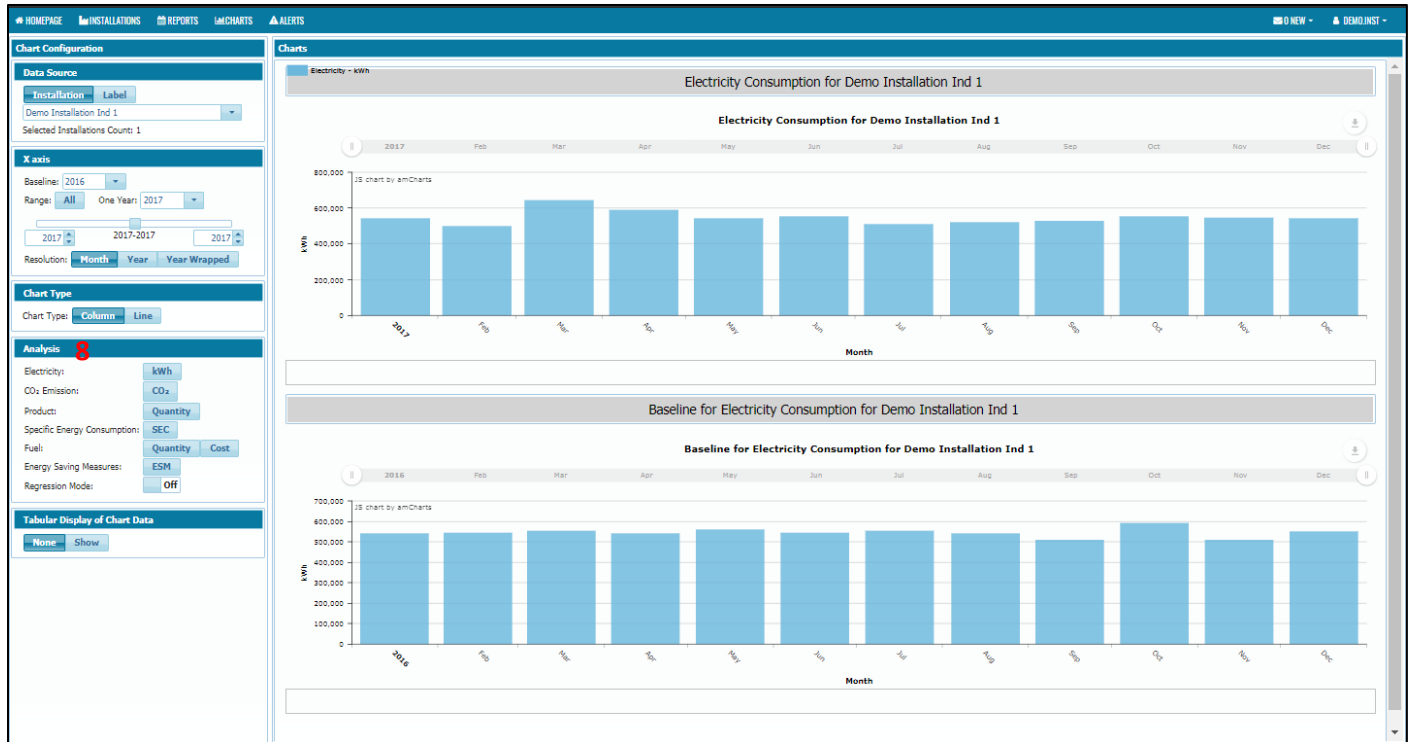 HOMEPAGE INSTALLATIONS REPORTS CHARTS ALERTS 0 NEW DEMO.INST
Chart Configuration
Data Source
Installation Label
Demo Installation Ind 1
Selected Installations Count: 1
X axis
Baseline: 2016
Range: All One Year: 2017
2017 2017-2017 2017
Resolution: Month Year Year Wrapped
Chart Type
Chart Type: Column Line
Analysis 8
Electricity: kWh
CO₂ Emission: CO₂
Product: Quantity
Specific Energy Consumption: SEC
Fuel: Quantity Cost
Energy Saving Measures: ESM
Regression Mode: Off
Tabular Display of Chart Data
None Show
Charts
Electricity - kWh
Electricity Consumption for Demo Installation Ind 1
Electricity Consumption for Demo Installation Ind 1
2017 Feb Mar Apr May Jun Jul Aug Sep Oct Nov Dec
800,000
JS chart by amCharts
600,000
kWh
400,000
200,000
0
2017 Feb Mar Apr May Jun Jul Aug Sep Oct Nov Dec
Month
Baseline for Electricity Consumption for Demo Installation Ind 1
Baseline for Electricity Consumption for Demo Installation Ind 1
2016 Feb Mar Apr May Jun Jul Aug Sep Oct Nov Dec
700,000
JS chart by amCharts
600,000
500,000
400,000
kWh
300,000
200,000
100,000
0
2016 Feb Mar Apr May Jun Jul Aug Sep Oct Nov Dec
Month